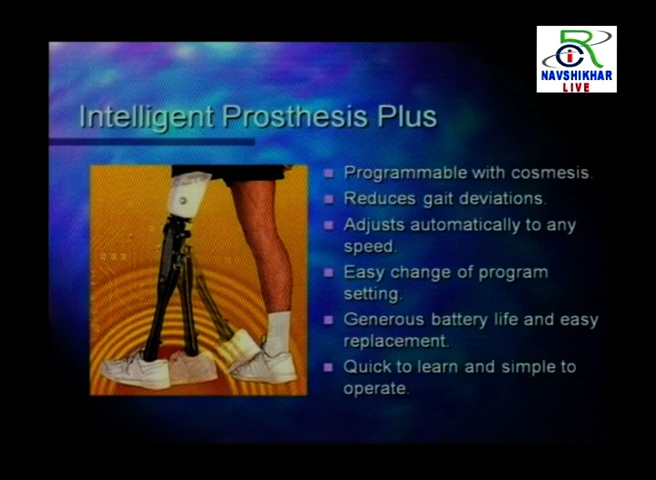 NAVSHIKHAR
LIVE
Intelligent Prosthesis Plus
Programmable with cosmesis.
Reduces gait deviations.
Adjusts automatically to any
speed.
Easy change of program
setting.
Generous battery life and easy
replacement.
Quick to learn and simple to
operate.